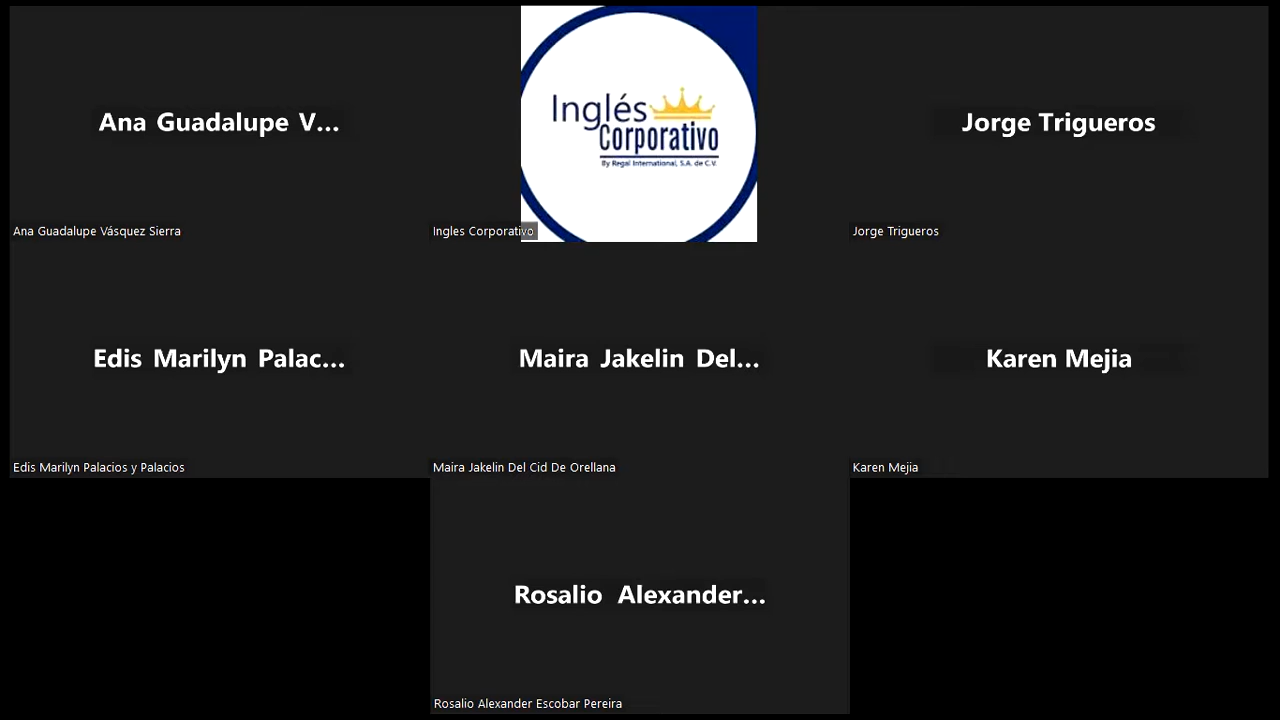 Ana Guadalupe V...
Inglés
Corporativo
By Regal International, S.A. de C.V.
Jorge Trigueros
Ana Guadalupe Vásquez Sierra
Ingles Corporativo
Jorge Trigueros
Edis Marilyn Palac...
Maira Jakelin Del...
Karen Mejia
Edis Marilyn Palacios y Palacios
Maira Jakelin Del Cid De Orellana
Karen Mejia
Rosalio Alexander...
Rosalio Alexander Escobar Pereira